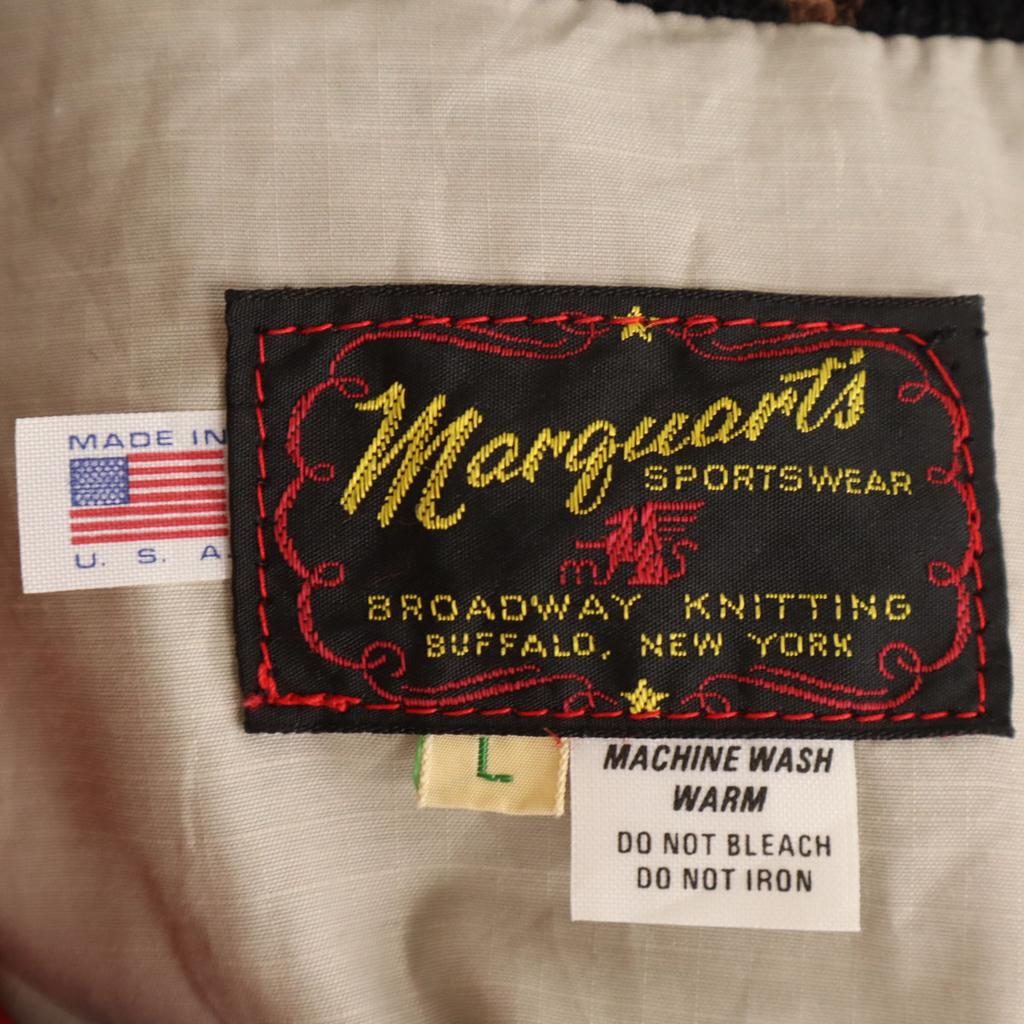 MADE IN
U. S. A.
Marquart's
SPORTSWEAR
m S
BROADWAY KNITTING
BUFFALO, NEW YORK
L
MACHINE WASH
WARM
DO NOT BLEACH
DO NOT IRON